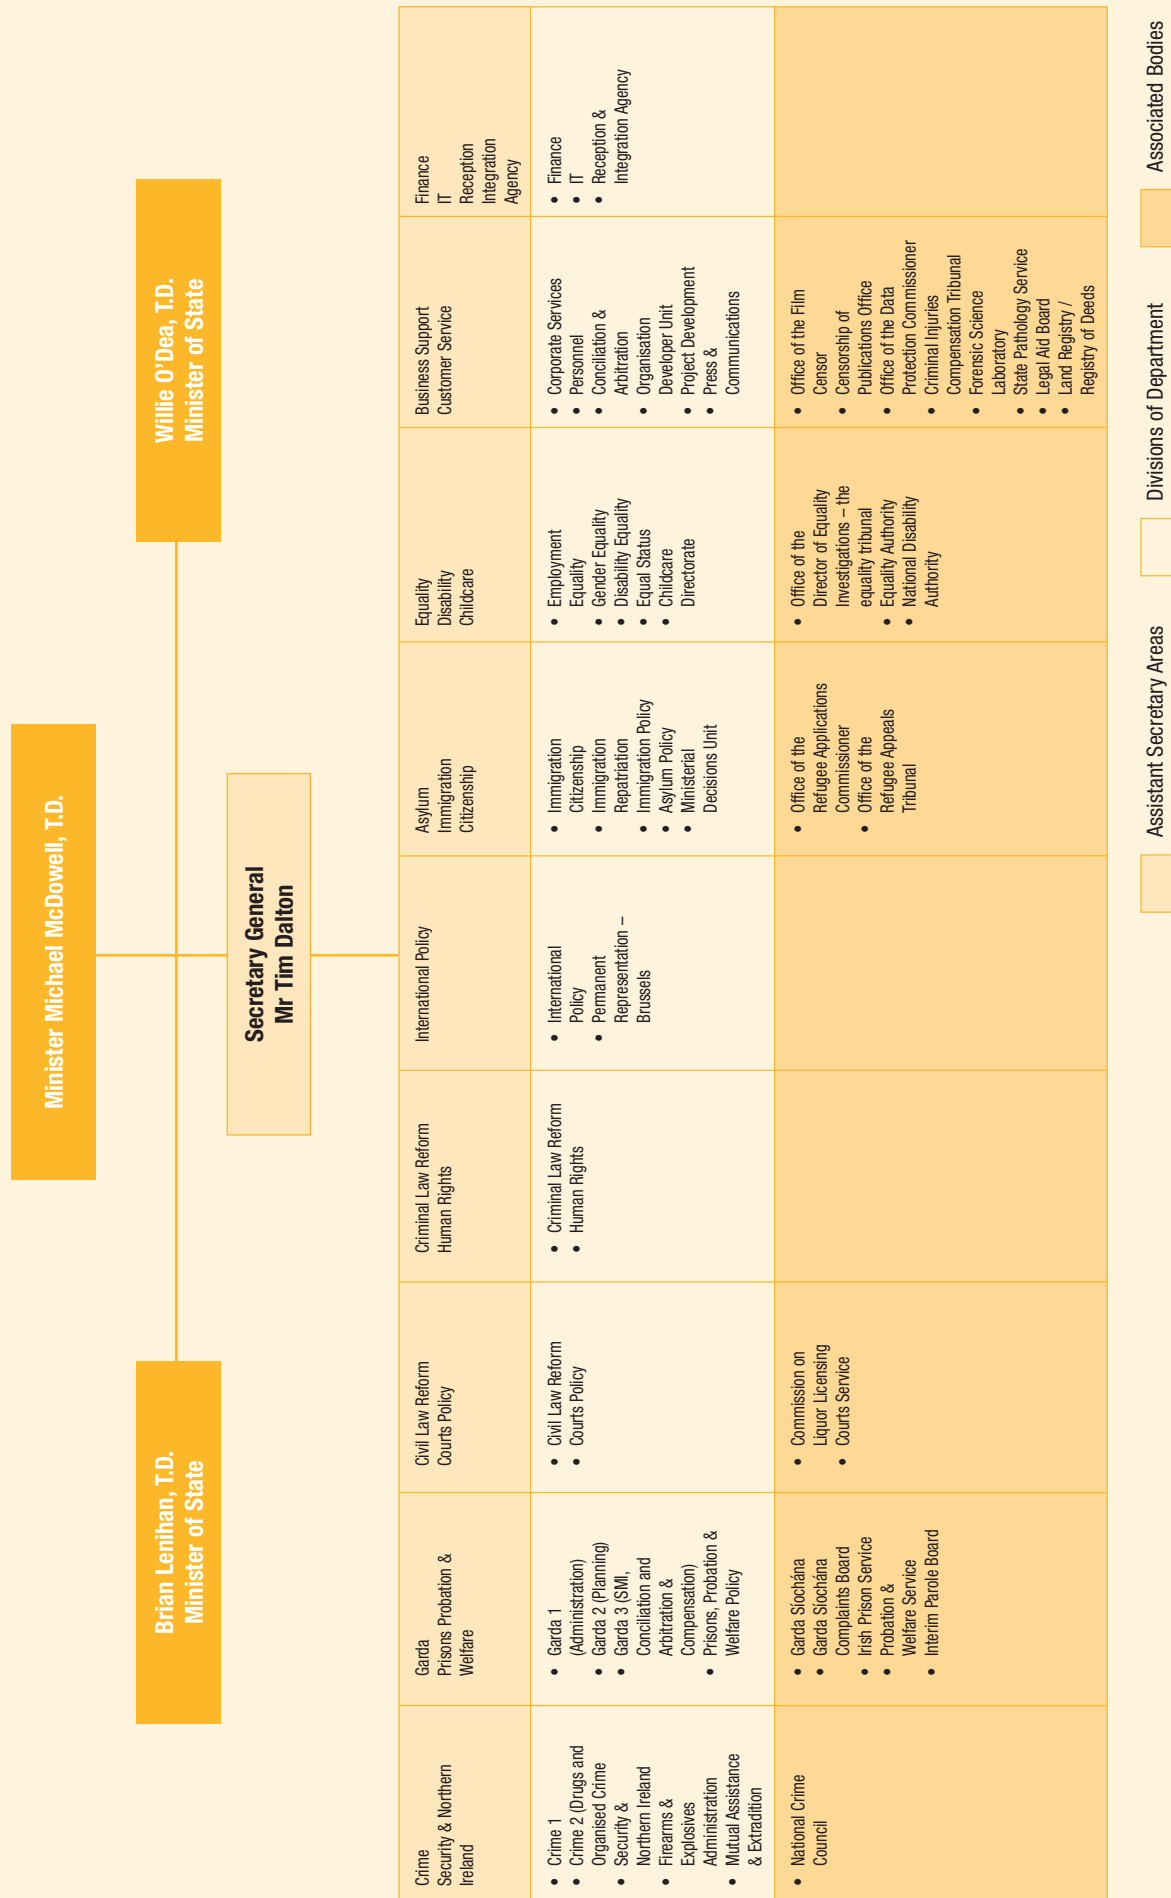 Minister Michael McDowell, T.D.
Brian Lenihan, T.D.
Minister of State
Willie O'Dea, T.D.
Minister of State
Secretary General
Mr Tim Dalton
Crime
Security & Northern
Ireland
Garda
Prisons Probation &
Welfare
Civil Law Reform
Courts Policy
Criminal Law Reform
Human Rights
International Policy
Asylum
Immigration
Citizenship
Equality
Disability
Childcare
Business Support
Customer Service
Finance
IT
Reception
Integration
Agency
• Crime 1
• Crime 2 (Drugs and
Organised Crime
• Security &
Northern Ireland
• Firearms &
Explosives
Administration
• Mutual Assistance
& Extradition
• Garda 1
(Administration)
• Garda 2 (Planning)
• Garda 3 (SMI,
Conciliation and
Arbitration &
Compensation)
• Prisons, Probation &
Welfare Policy
• Civil Law Reform
• Courts Policy
• Criminal Law Reform
• Human Rights
• International
Policy
• Permanent
Representation –
Brussels
• Immigration
Citizenship
• Immigration
Repatriation
• Immigration Policy
• Asylum Policy
• Ministerial
Decisions Unit
• Employment
Equality
• Gender Equality
• Disability Equality
• Equal Status
• Childcare
Directorate
• Corporate Services
• Personnel
• Conciliation &
Arbitration
• Organisation
Developer Unit
• Project Development
• Press &
Communications
• Finance
• IT
• Reception &
Integration Agency
• National Crime
Council
• Garda Síochána
• Garda Síochána
Complaints Board
• Irish Prison Service
• Probation &
Welfare Service
• Interim Parole Board
• Commission on
Liquor Licensing
• Courts Service
• Office of the
Refugee Applications
Commissioner
• Office of the
Refugee Appeals
Tribunal
• Office of the
Director of Equality
Investigations – the
equality tribunal
• Equality Authority
• National Disability
Authority
• Office of the Film
Censor
• Censorship of
Publications Office
• Office of the Data
Protection Commissioner
• Criminal Injuries
Compensation Tribunal
• Forensic Science
Laboratory
• State Pathology Service
• Legal Aid Board
• Land Registry /
Registry of Deeds
Assistant Secretary Areas
Divisions of Department
Associated Bodies